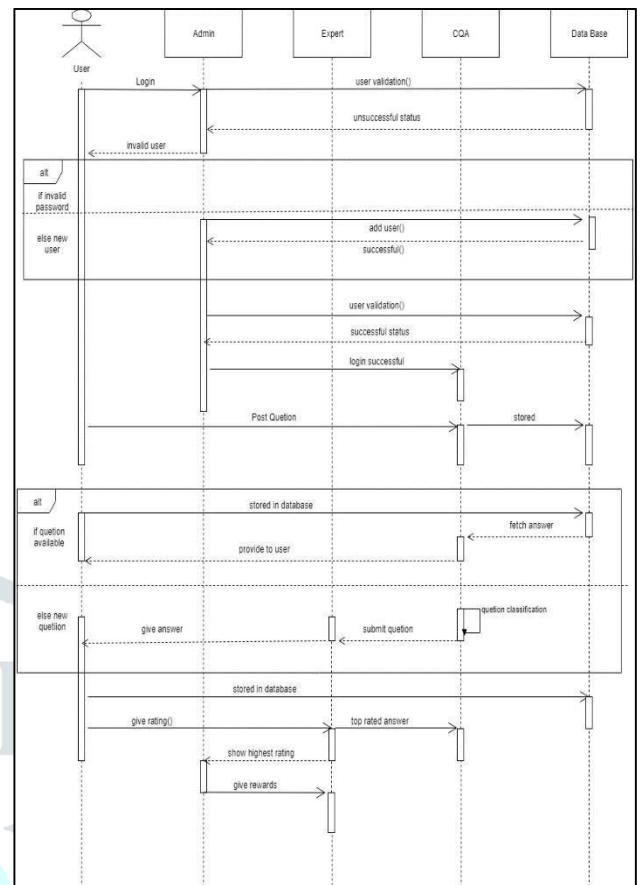 Admin
Expert
CQA
Data Base
User
Login
user validation()
unsuccessful status
invalid user
alt
if invalid
password
else new
user
add user()
successful()
user validation()
successful status
login successful
Post Quetion
stored
alt
if quetion
available
stored in database
fetch answer
provide to user
else new
quetiion
quetion classification
give answer
submit quetion
stored in database
give rating()
top rated answer
show highest rating
give rewards